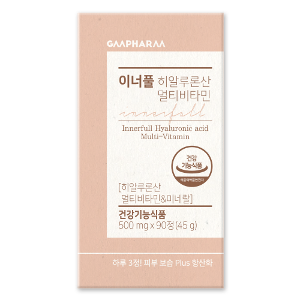 GAAPHARAA
이너풀 히알루론산
멀티비타민
innerfull
Innerfull Hyaluronic acid
Multi-Vitamin
건강
기능식품
[히알루론산
멀티비타민&미네랄]
건강기능식품
500 mg x 90정 (45 g)
하루 3정! 피부 보습 Plus 항산화